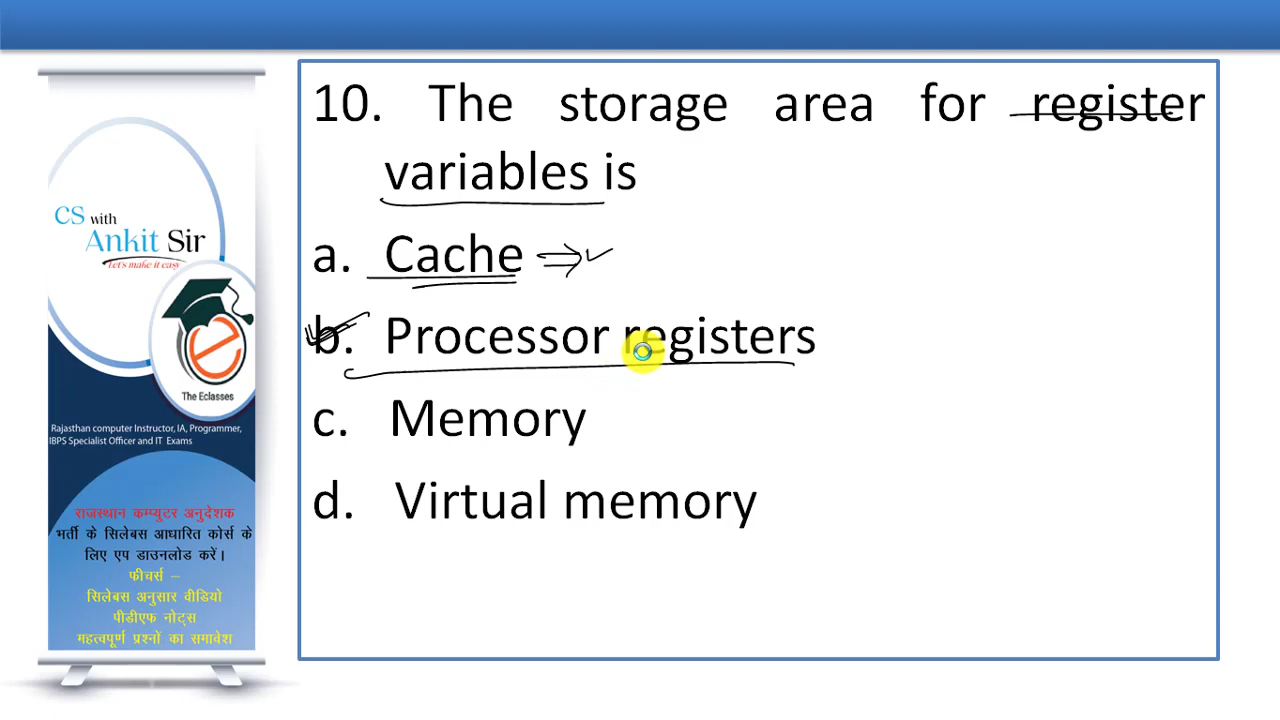 10. The storage area for register
variables is
a. Cache
b. Processor registers
c. Memory
d. Virtual memory
CS with
Ankit Sir
Let's make it easy
e
The Eclasses
Rajasthan computer Instructor, IA, Programmer,
IBPS Specialist Officer and IT Exams
राजस्थान कम्प्युटर अनुदेशक
भर्ती के सिलेबस आधारित कोर्स के
लिए एप डाउनलोड करें।
फीचर्स –
सिलेबस अनुसार वीडियो
पीडीएफ नोट्स
महत्वपूर्ण प्रश्नों का समावेश